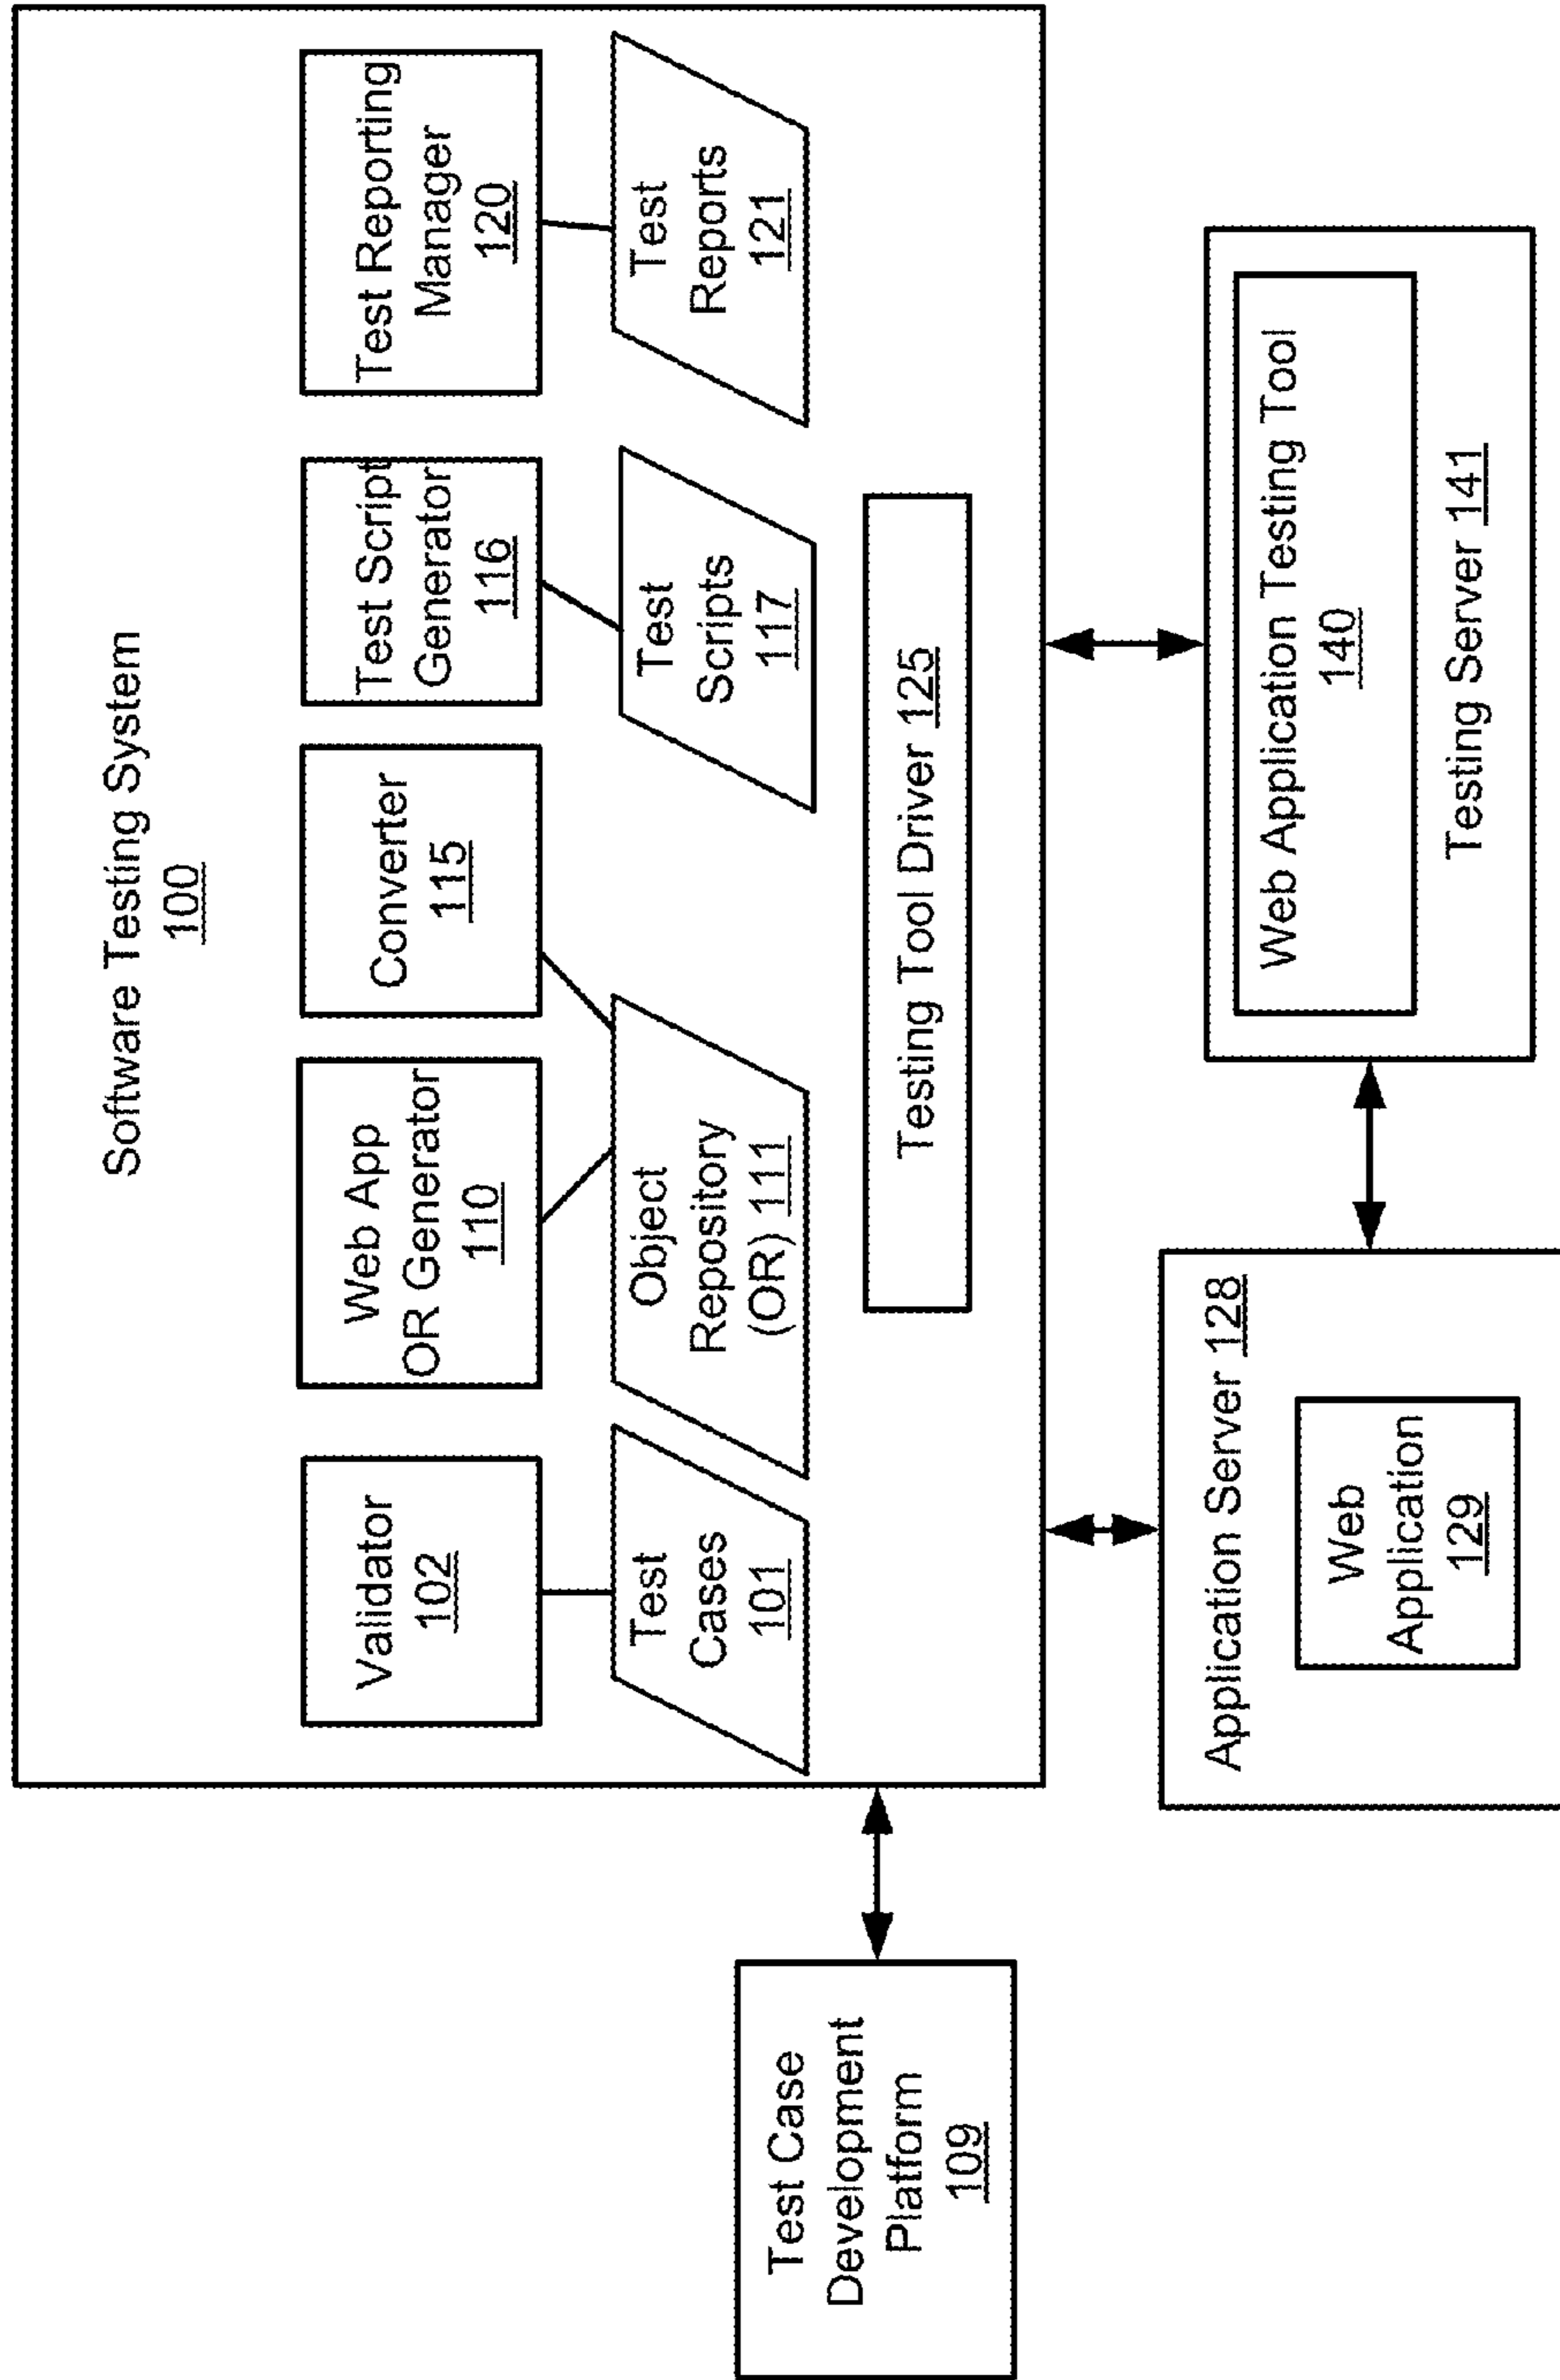 Software Testing System
100
Validator
102
Web App
OR Generator
110
Converter
115
Test Script
Generator
116
Test Reporting
Manager
120
Test
Cases
101
Object
Repository
(OR) 111
Test
Scripts
117
Test
Reports
121
Testing Tool Driver 125
Test Case
Development
Platform
109
Application Server 128
Web
Application
129
Web Application Testing Tool
140
Testing Server 141